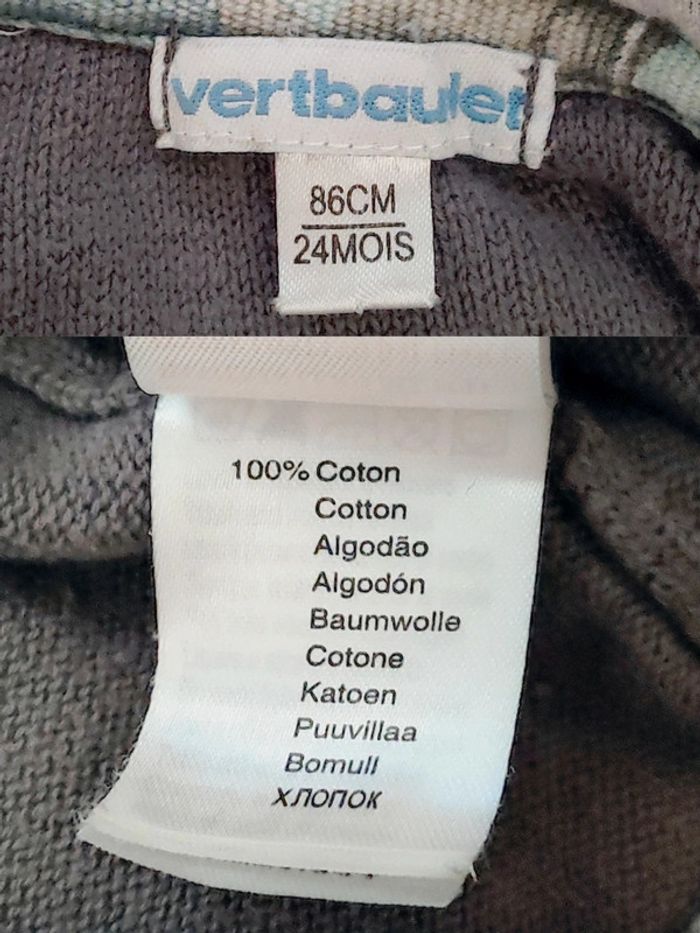 vertbaudet
86CM
24MOIS
100% Coton
Cotton
Algodão
Algodón
Baumwolle
Cotone
Katoen
Puuvillaa
Bomull
ХЛОПОК